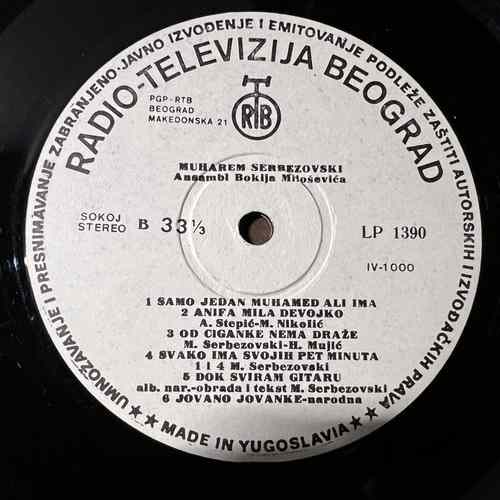 UMNOŽAVANJE I PRESNIMAVANJE ZABRANJENO·JAVNO IZVOĐENJE I EMITOVANJE PODLEŽE ZAŠTITI AUTORSKIH I IZVOĐAČKIH PRAVA
RADIO-TELEVIZIJA BEOGRAD
PGP-RTB
BEOGRAD
MAKEDONSKA 21
RTB
MUHAREM SERBEZOVSKI
Ansambl Bokija Miloševića
SOKOJ
STEREO B 33⅓
LP 1390
IV-1000
1 SAMO JEDAN MUHAMED ALI IMA
2 ANIFA MILA DEVOJKO
A. Stepić-M. Nikolić
3 OD CIGANKE NEMA DRAŽE
M. Serbezovski-H. Mujić
4 SVAKO IMA SVOJIH PET MINUTA
1 i 4 M. Serbezovski
5 DOK SVIRAM GITARU
alb. nar.-obrada i tekst M. Serbezovski
6 JOVANO JOVANKE-narodna
★★ MADE IN YUGOSLAVIA ★★